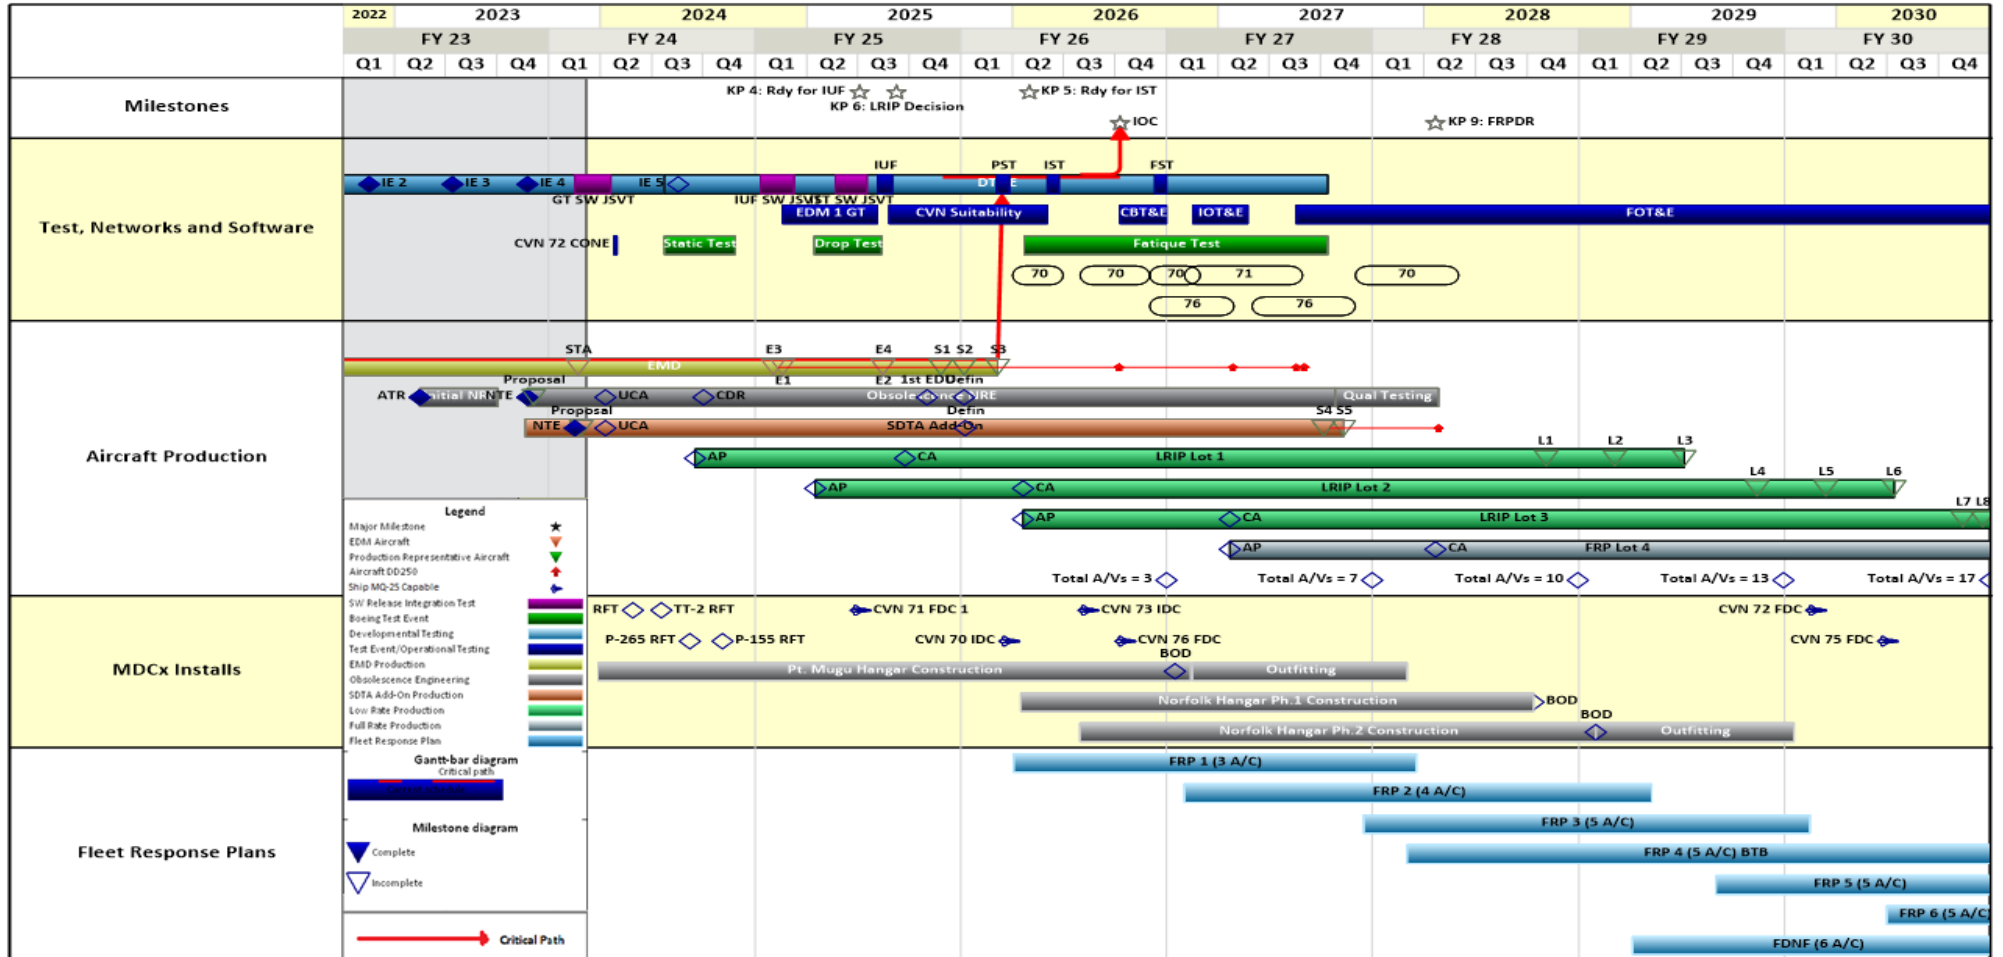 2022 2023 2024 2025 2026 2027 2028 2029 2030
FY 23 FY 24 FY 25 FY 26 FY 27 FY 28 FY 29 FY 30
Q1 Q2 Q3 Q4 Q1 Q2 Q3 Q4 Q1 Q2 Q3 Q4 Q1 Q2 Q3 Q4 Q1 Q2 Q3 Q4 Q1 Q2 Q3 Q4 Q1 Q2 Q3 Q4 Q1 Q2 Q3 Q4
Milestones
KP 4: Rdy for IUF KP 5: Rdy for IST
KP 6: LRIP Decision
IOC KP 9: FRPDR
Test, Networks and Software
IUF PST IST FST
IE 2 IE 3 IE 4 IE 5
GT SW JSVT IUF SW JSVT IST SW JSVT
EDM 1 GT CVN Suitability CBT&E IOT&E FOT&E
CVN 72 CONE Static Test Drop Test Fatique Test
70 70 70 71 70
76 76
Aircraft Production
STA E3 E4 S1 S2 S3
EMD
E1 E2 1st EDU Defin
Proposal
ATR NTE UCA CDR Obsolescence NRE Qual Testing
Proposal Defin S4 S5
NTE UCA SDTA Add-On
L1 L2 L3
AP CA LRIP Lot 1
L4 L5 L6
AP CA LRIP Lot 2
L7 L8
AP CA LRIP Lot 3
AP CA FRP Lot 4
Total A/Vs = 3 Total A/Vs = 7 Total A/Vs = 10 Total A/Vs = 13 Total A/Vs = 17
Legend
Major Milestone
EDM Aircraft
Production Representative Aircraft
Aircraft DD250
Ship MQ-25 Capable
SW Release Integration Test
Boeing Test Event
Developmental Testing
Test Event/Operational Testing
EMD Production
Obsolescence Engineering
SDTA Add-On Production
Low Rate Production
Full Rate Production
Fleet Response Plan
Gantt-bar diagram
Critical path
Milestone diagram
Complete
Incomplete
Critical Path
MDCx Installs
RFT TT-2 RFT CVN 71 FDC 1 CVN 73 IDC CVN 72 FDC
P-265 RFT P-155 RFT CVN 70 IDC CVN 76 FDC CVN 75 FDC
BOD
Pt. Mugu Hangar Construction Outfitting
Norfolk Hangar Ph.1 Construction BOD
BOD
Norfolk Hangar Ph.2 Construction Outfitting
Fleet Response Plans
FRP 1 (3 A/C)
FRP 2 (4 A/C)
FRP 3 (5 A/C)
FRP 4 (5 A/C) BTB
FRP 5 (5 A/C)
FRP 6 (5 A/C
FDNF (6 A/C)